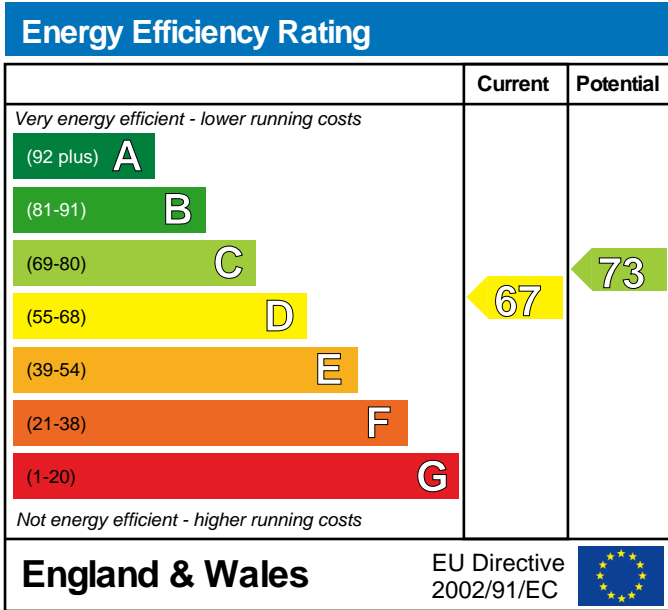 Energy Efficiency Rating
Current Potential
Very energy efficient - lower running costs
(92 plus) A
(81-91) B
(69-80) C
73
(55-68) D
67
(39-54) E
(21-38) F
(1-20) G
Not energy efficient - higher running costs
England & Wales
EU Directive
2002/91/EC